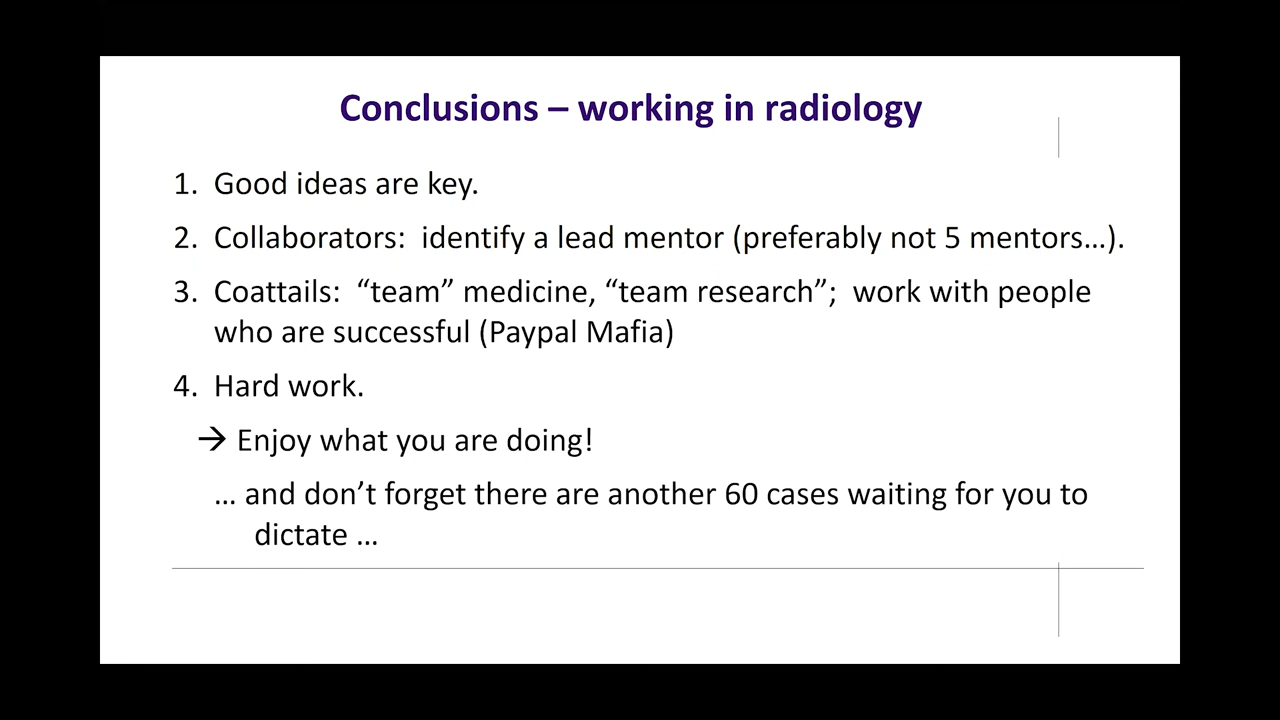 Conclusions – working in radiology
1. Good ideas are key.
2. Collaborators:  identify a lead mentor (preferably not 5 mentors…).
3. Coattails:  “team” medicine, “team research”;  work with people
who are successful (Paypal Mafia)
4. Hard work.
→ Enjoy what you are doing!
… and don’t forget there are another 60 cases waiting for you to
dictate …